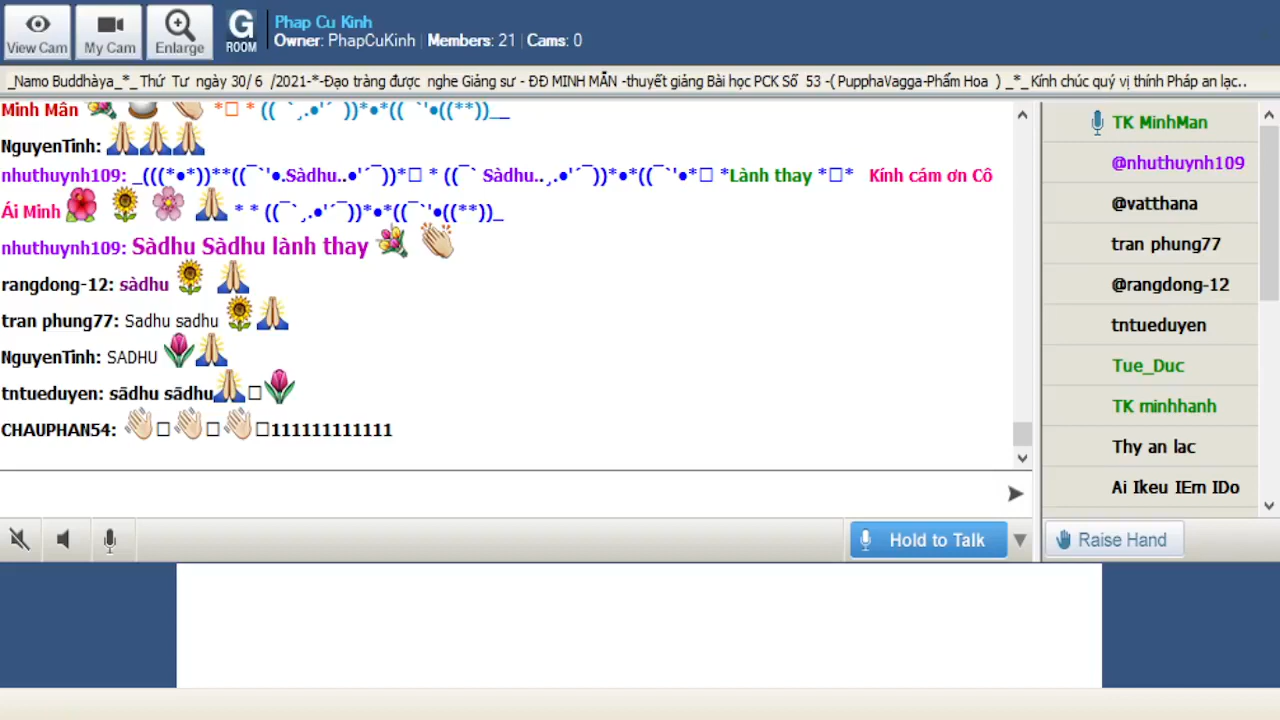 Phap Cu Kinh
Owner: PhapCuKinh | Members: 21 | Cams: 0
View Cam
My Cam
Enlarge
G ROOM
_Namo Buddhàya_*_Thứ Tư ngày 30/ 6 /2021-*-Đạo tràng được nghe Giảng sư - ĐĐ MINH MẪN -thuyết giảng Bài học PCK Số 53 -( PupphaVagga-Phẩm Hoa ) _*_Kính chúc quý vị thính Pháp an lạc..
Minh Mân *□ * ((¯`¸.●'´¯))*●*((¯`'●((**))__
NguyenTinh:
nhuthuynh109: _(((*●*))**((¯`'●.Sàdhu..●'´¯))*□ * ((¯` Sàdhu..¸.●'´¯))*●*((¯`'●*□ *Lành thay *□* Kính cám ơn Cô
Ái Minh * * ((¯`¸.●'´¯))*●*((¯`'●((**))_
nhuthuynh109: Sàdhu Sàdhu lành thay
rangdong-12: sàdhu
tran phung77: Sadhu sadhu
NguyenTinh: SADHU
tntueduyen: sādhu sādhu □
CHAUPHAN54: □ □ □111111111111
TK MinhMan
@nhuthuynh109
@vatthana
tran phung77
@rangdong-12
tntueduyen
Tue_Duc
TK minhhanh
Thy an lac
Ai Ikeu IEm IDo
Hold to Talk
Raise Hand